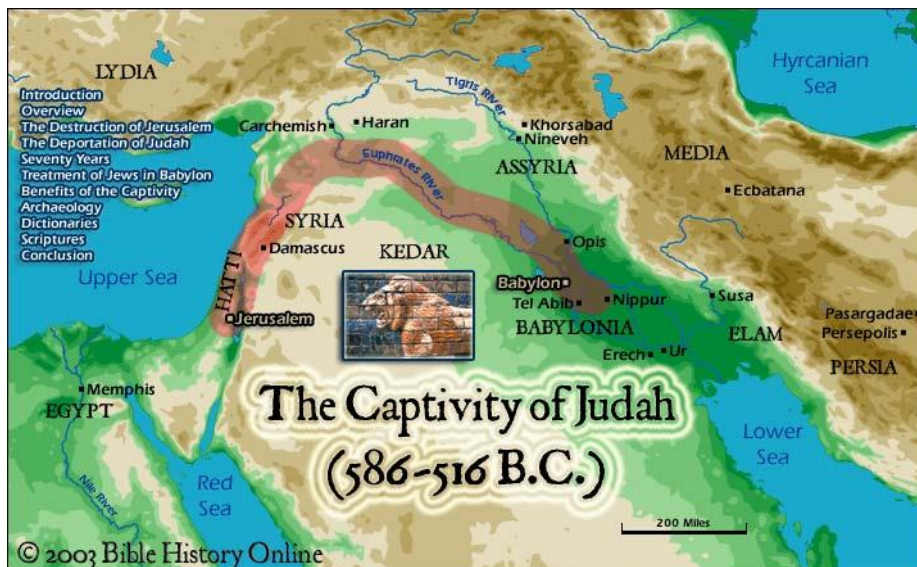 LYDIA
Introduction
Overview
The Destruction of Jerusalem
The Deportation of Judah
Seventy Years
Treatment of Jews in Babylon
Benefits of the Captivity
Archaeology
Dictionaries
Scriptures
Conclusion
Hyrcanian
Sea
Tigris River
Carchemish
Haran
Khorsabad
Nineveh
ASSYRIA
MEDIA
Ecbatana
Euphrates River
SYRIA
Damascus
KEDAR
Opis
HATTI
Upper Sea
Babylon
Tel Abib
Nippur
Susa
BABYLONIA
ELAM
Pasargadae
Persepolis
PERSIA
Jerusalem
Erech
Ur
Memphis
EGYPT
The Captivity of Judah
(586-516 B.C.)
Lower
Sea
Red
Sea
Nile River
200 Miles
© 2003 Bible History Online